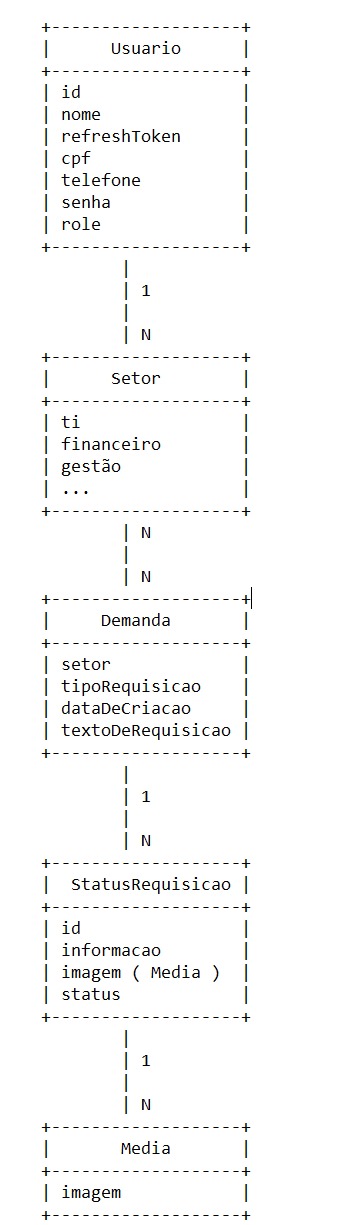 +-------------------+
|      Usuario      |
+-------------------+
| id                |
| nome              |
| refreshToken      |
| cpf               |
| telefone          |
| senha             |
| role              |
+-------------------+
        |
        | 1
        |
        | N
+-------------------+
|      Setor        |
+-------------------+
| ti                |
| financeiro        |
| gestão            |
| ...               |
+-------------------+
        | N
        |
        | N
+-------------------+
|     Demanda       |
+-------------------+
| setor             |
| tipoRequisicao    |
| dataDeCriacao     |
| textoDeRequisicao |
+-------------------+
        |
        | 1
        |
        | N
+-------------------+
|  StatusRequisicao |
+-------------------+
| id                |
| informacao        |
| imagem ( Media )  |
| status            |
+-------------------+
        |
        | 1
        |
        | N
+-------------------+
|       Media       |
+-------------------+
| imagem            |
+-------------------+